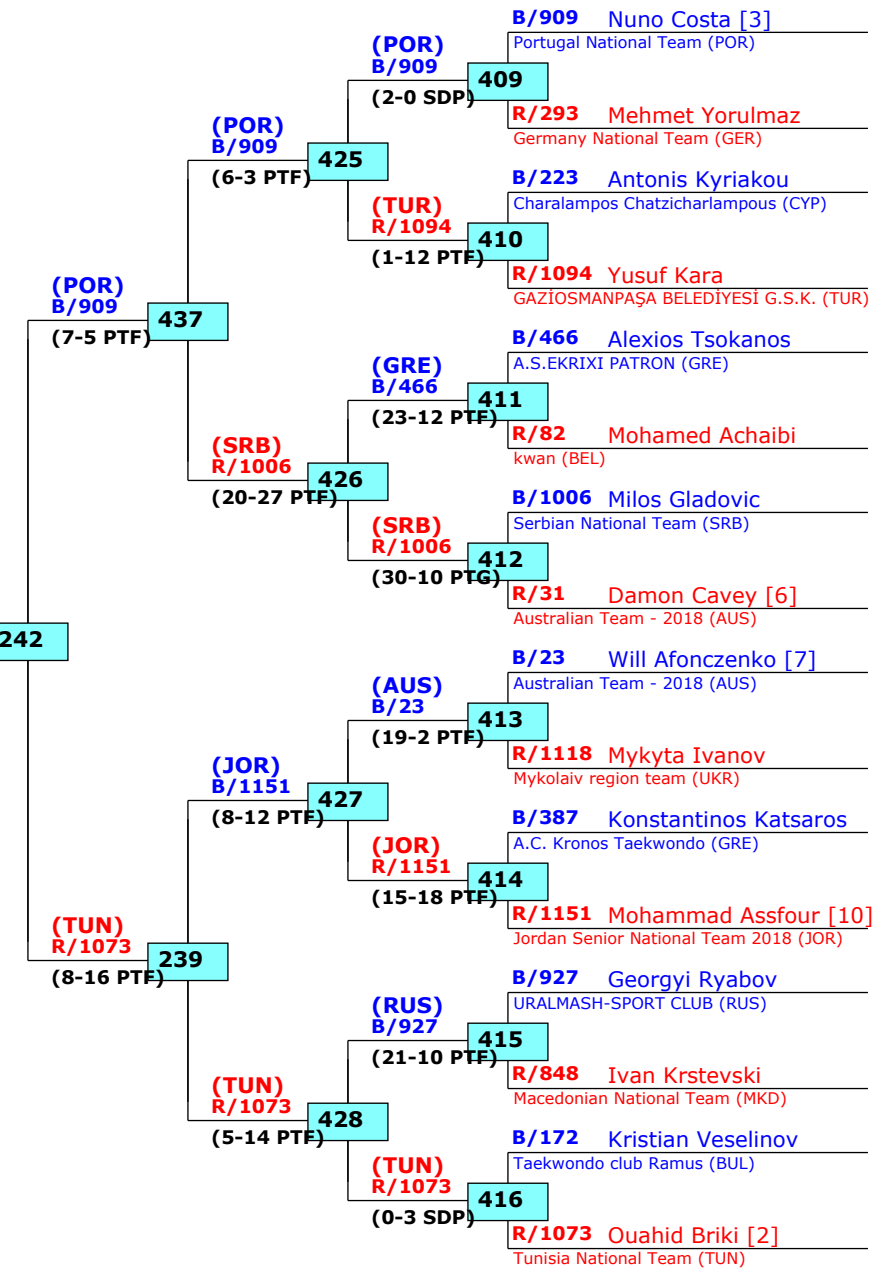 B/909 Nuno Costa [3]
Portugal National Team (POR)
(POR)
B/909
409
(2-0 SDP)
R/293 Mehmet Yorulmaz
Germany National Team (GER)
(POR)
B/909
425
(6-3 PTF)
B/223 Antonis Kyriakou
Charalampos Chatzicharlampous (CYP)
(TUR)
R/1094
410
(1-12 PTF)
R/1094 Yusuf Kara
GAZİOSMANPAŞA BELEDİYESİ G.S.K. (TUR)
(POR)
B/909
437
(7-5 PTF)
B/466 Alexios Tsokanos
A.S.EKRIXI PATRON (GRE)
(GRE)
B/466
411
(23-12 PTF)
R/82 Mohamed Achaibi
kwan (BEL)
(SRB)
R/1006
426
(20-27 PTF)
B/1006 Milos Gladovic
Serbian National Team (SRB)
(SRB)
R/1006
412
(30-10 PTG)
R/31 Damon Cavey [6]
Australian Team - 2018 (AUS)
242
B/23 Will Afonczenko [7]
Australian Team - 2018 (AUS)
(AUS)
B/23
413
(19-2 PTF)
R/1118 Mykyta Ivanov
Mykolaiv region team (UKR)
(JOR)
B/1151
427
(8-12 PTF)
B/387 Konstantinos Katsaros
A.C. Kronos Taekwondo (GRE)
(JOR)
R/1151
414
(15-18 PTF)
R/1151 Mohammad Assfour [10]
Jordan Senior National Team 2018 (JOR)
(TUN)
R/1073
239
(8-16 PTF)
B/927 Georgyi Ryabov
URALMASH-SPORT CLUB (RUS)
(RUS)
B/927
415
(21-10 PTF)
R/848 Ivan Krstevski
Macedonian National Team (MKD)
(TUN)
R/1073
428
(5-14 PTF)
B/172 Kristian Veselinov
Taekwondo club Ramus (BUL)
(TUN)
R/1073
416
(0-3 SDP)
R/1073 Ouahid Briki [2]
Tunisia National Team (TUN)